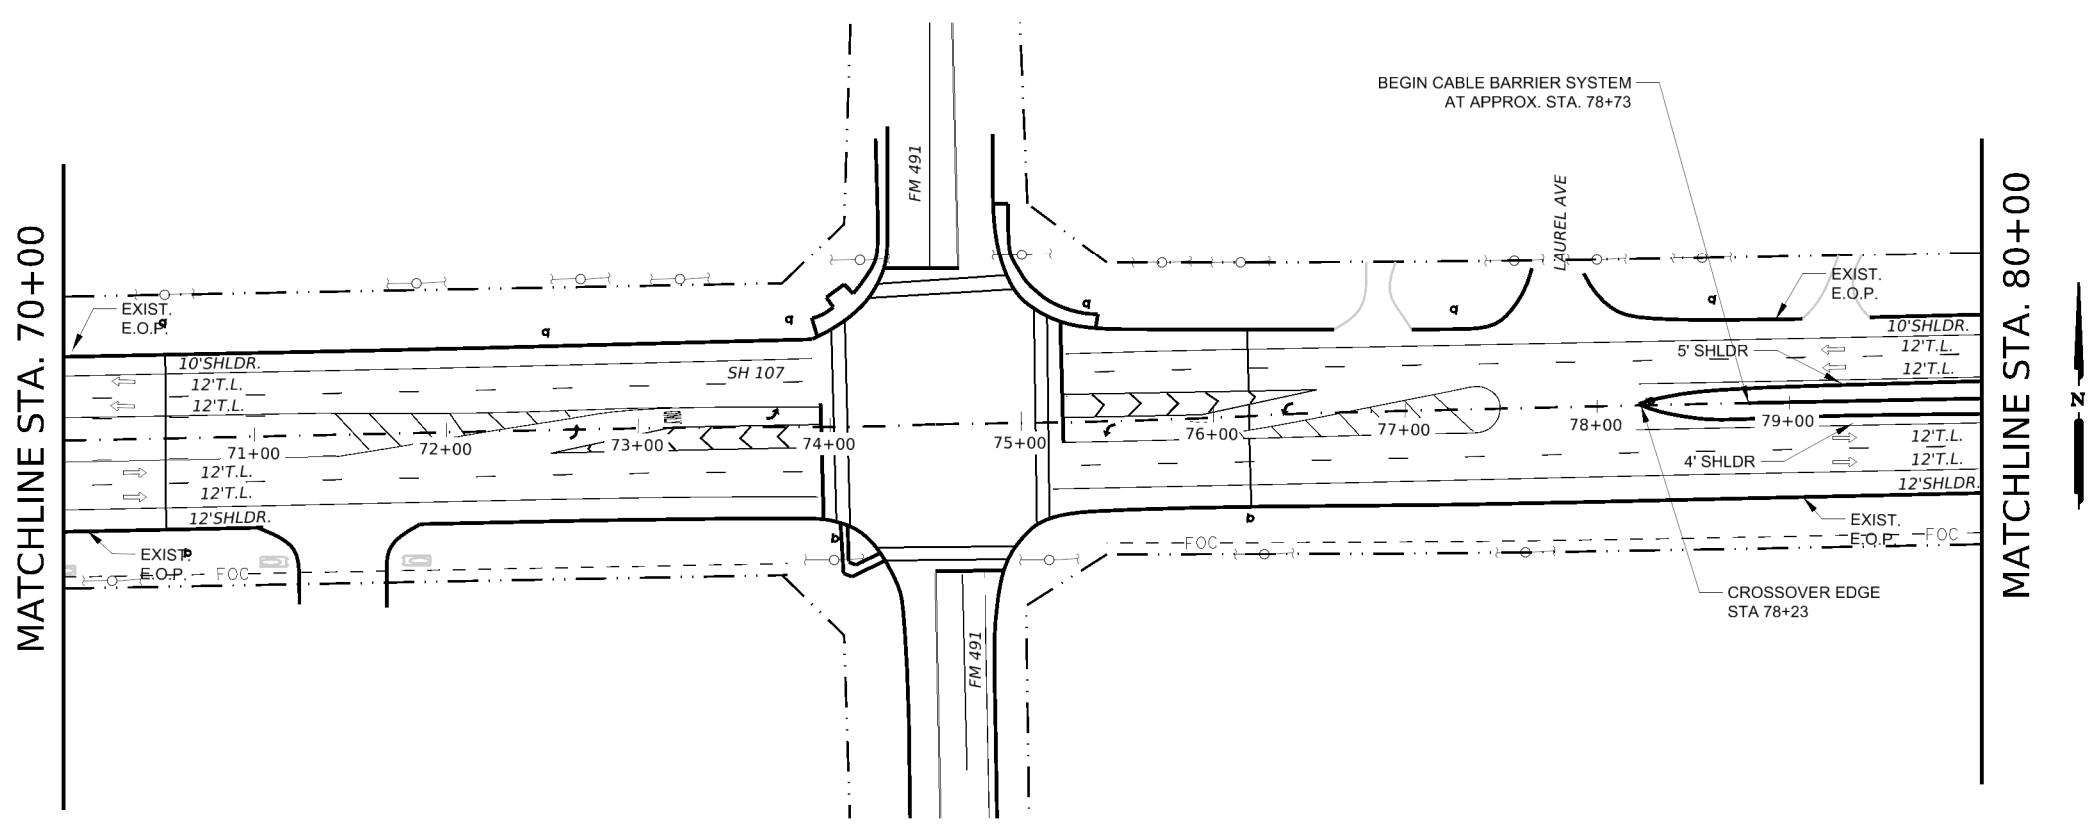 BEGIN CABLE BARRIER SYSTEM
AT APPROX. STA. 78+73
FM 491
LAUREL AVE
MATCHLINE STA. 70+00
MATCHLINE STA. 80+00
EXIST.
E.O.P.
EXIST.
E.O.P.
10'SHLDR.
12'T.L.
12'T.L.
SH 107
5' SHLDR
10'SHLDR.
12'T.L.
12'T.L.
N
71+00
72+00
73+00
74+00
75+00
76+00
77+00
78+00
79+00
12'T.L.
12'T.L.
12'SHLDR.
4' SHLDR
12'T.L.
12'T.L.
12'SHLDR.
EXIST.
E.O.P.
FOC
FOC
EXIST.
E.O.P.
FOC
CROSSOVER EDGE
STA 78+23
FM 491